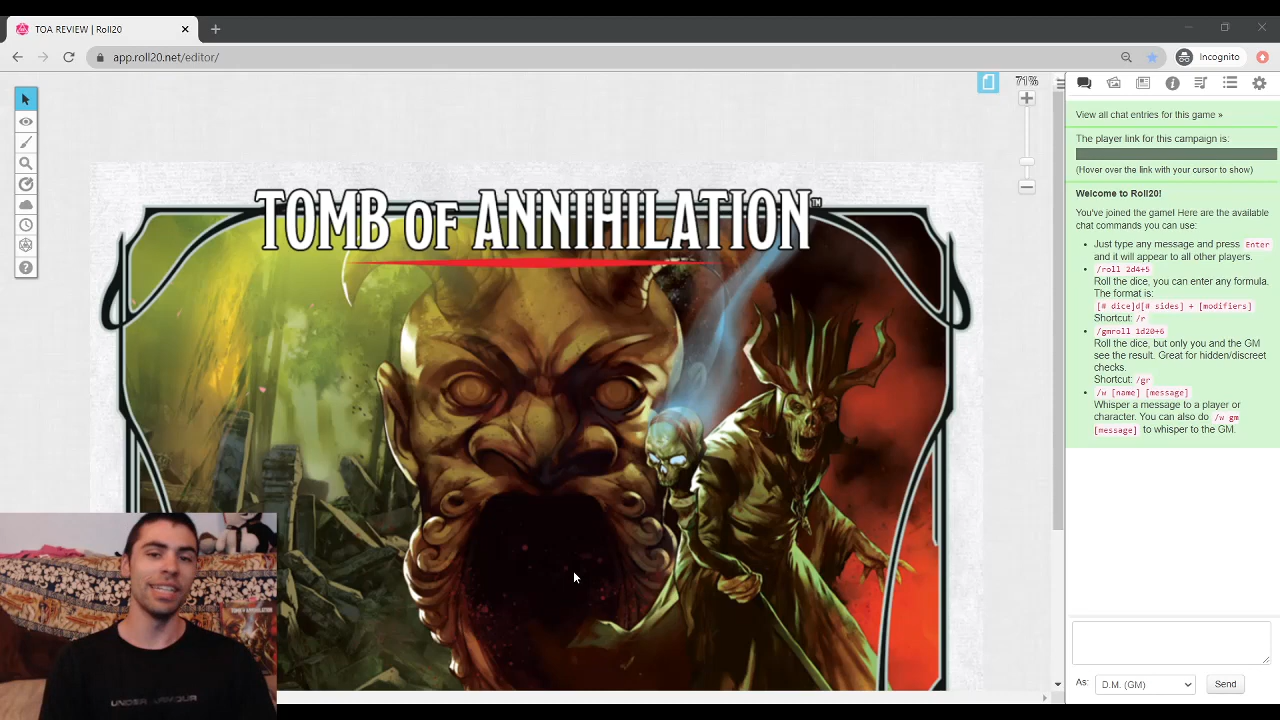 TOA REVIEW | Roll20
app.roll20.net/editor/
Incognito
71%
TOMB OF ANNIHILATION™
View all chat entries for this game »
The player link for this campaign is:
(Hover over the link with your cursor to show)
Welcome to Roll20!
You've joined the game! Here are the available
chat commands you can use:
Just type any message and press Enter
and it will appear to all other players.
/roll 2d4+5
Roll the dice, you can enter any formula.
The format is:
[# dice]d[# sides] + [modifiers]
Shortcut: /r
/gmroll 1d20+6
Roll the dice, but only you and the GM
see the result. Great for hidden/discreet
checks.
Shortcut: /gr
/w [name] [message]
Whisper a message to a player or
character. You can also do /w gm
[message] to whisper to the GM.
As: D.M. (GM) Send
TOMB OF ANNIHILATION
UNDER ARMOUR